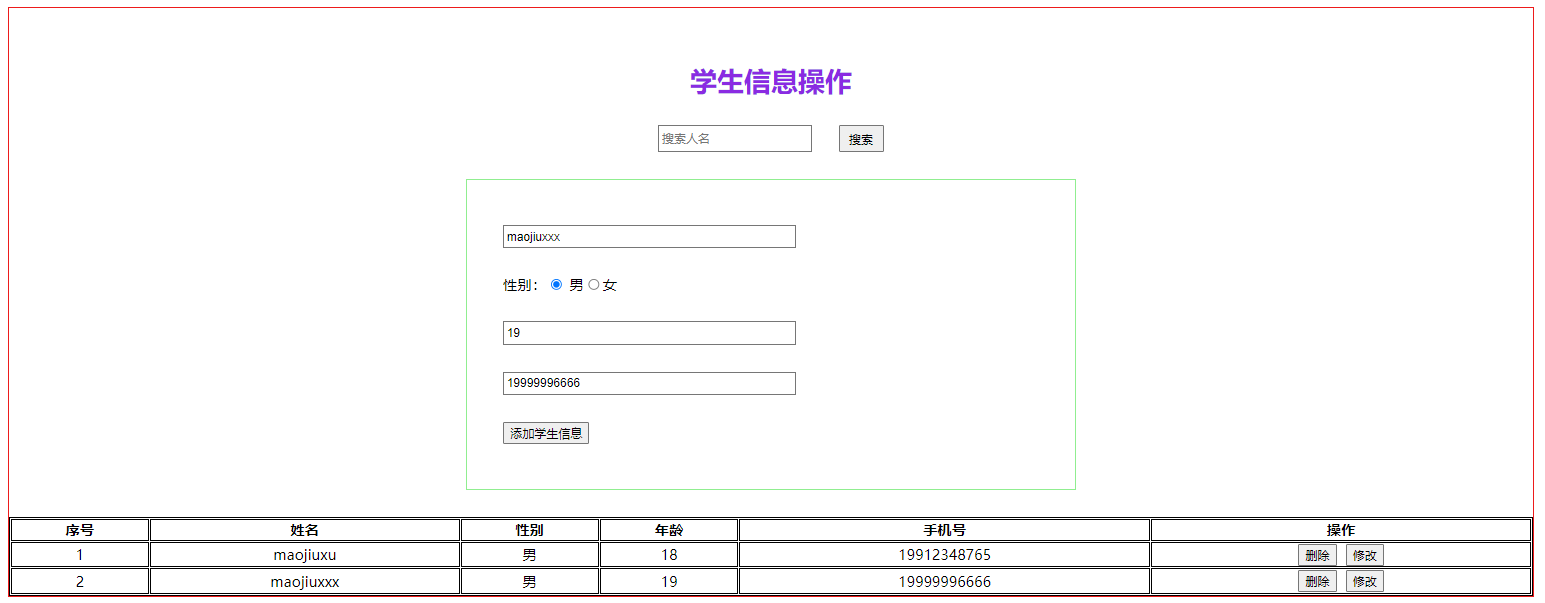 学生信息操作
搜索人名 搜索
maojiuxxx
性别： 男 女
19
19999996666
添加学生信息
序号 姓名 性别 年龄 手机号 操作
1 maojiuxu 男 18 19912348765 删除 修改
2 maojiuxxx 男 19 19999996666 删除 修改